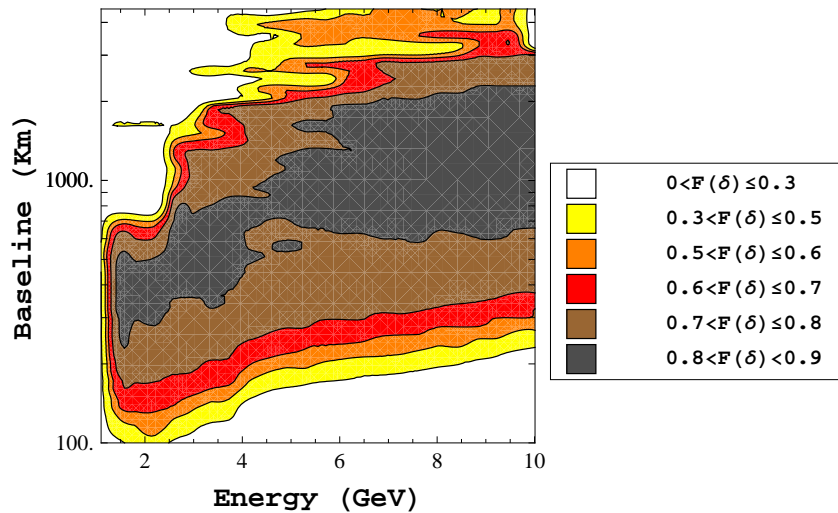 1000.
100.
Baseline (Km)
2
4
6
8
10
Energy (GeV)
0<F(δ)≤0.3
0.3<F(δ)≤0.5
0.5<F(δ)≤0.6
0.6<F(δ)≤0.7
0.7<F(δ)≤0.8
0.8<F(δ)<0.9